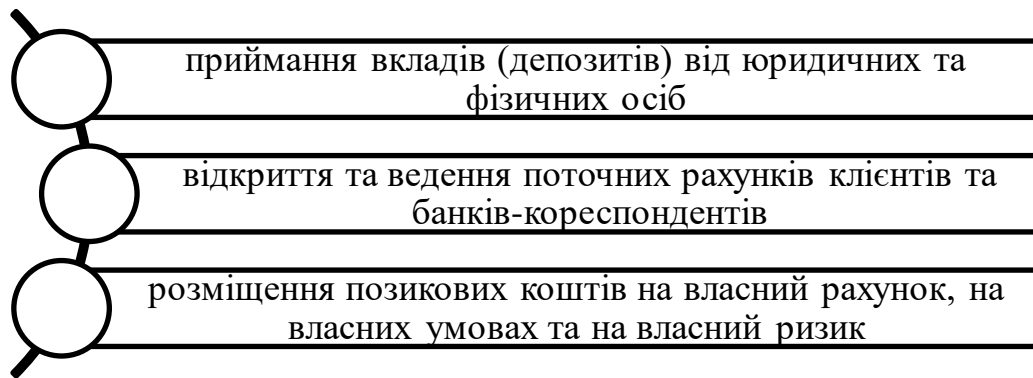 приймання вкладів (депозитів) від юридичних та
фізичних осіб
відкриття та ведення поточних рахунків клієнтів та
банків-кореспондентів
розміщення позикових коштів на власний рахунок, на
власних умовах та на власний ризик